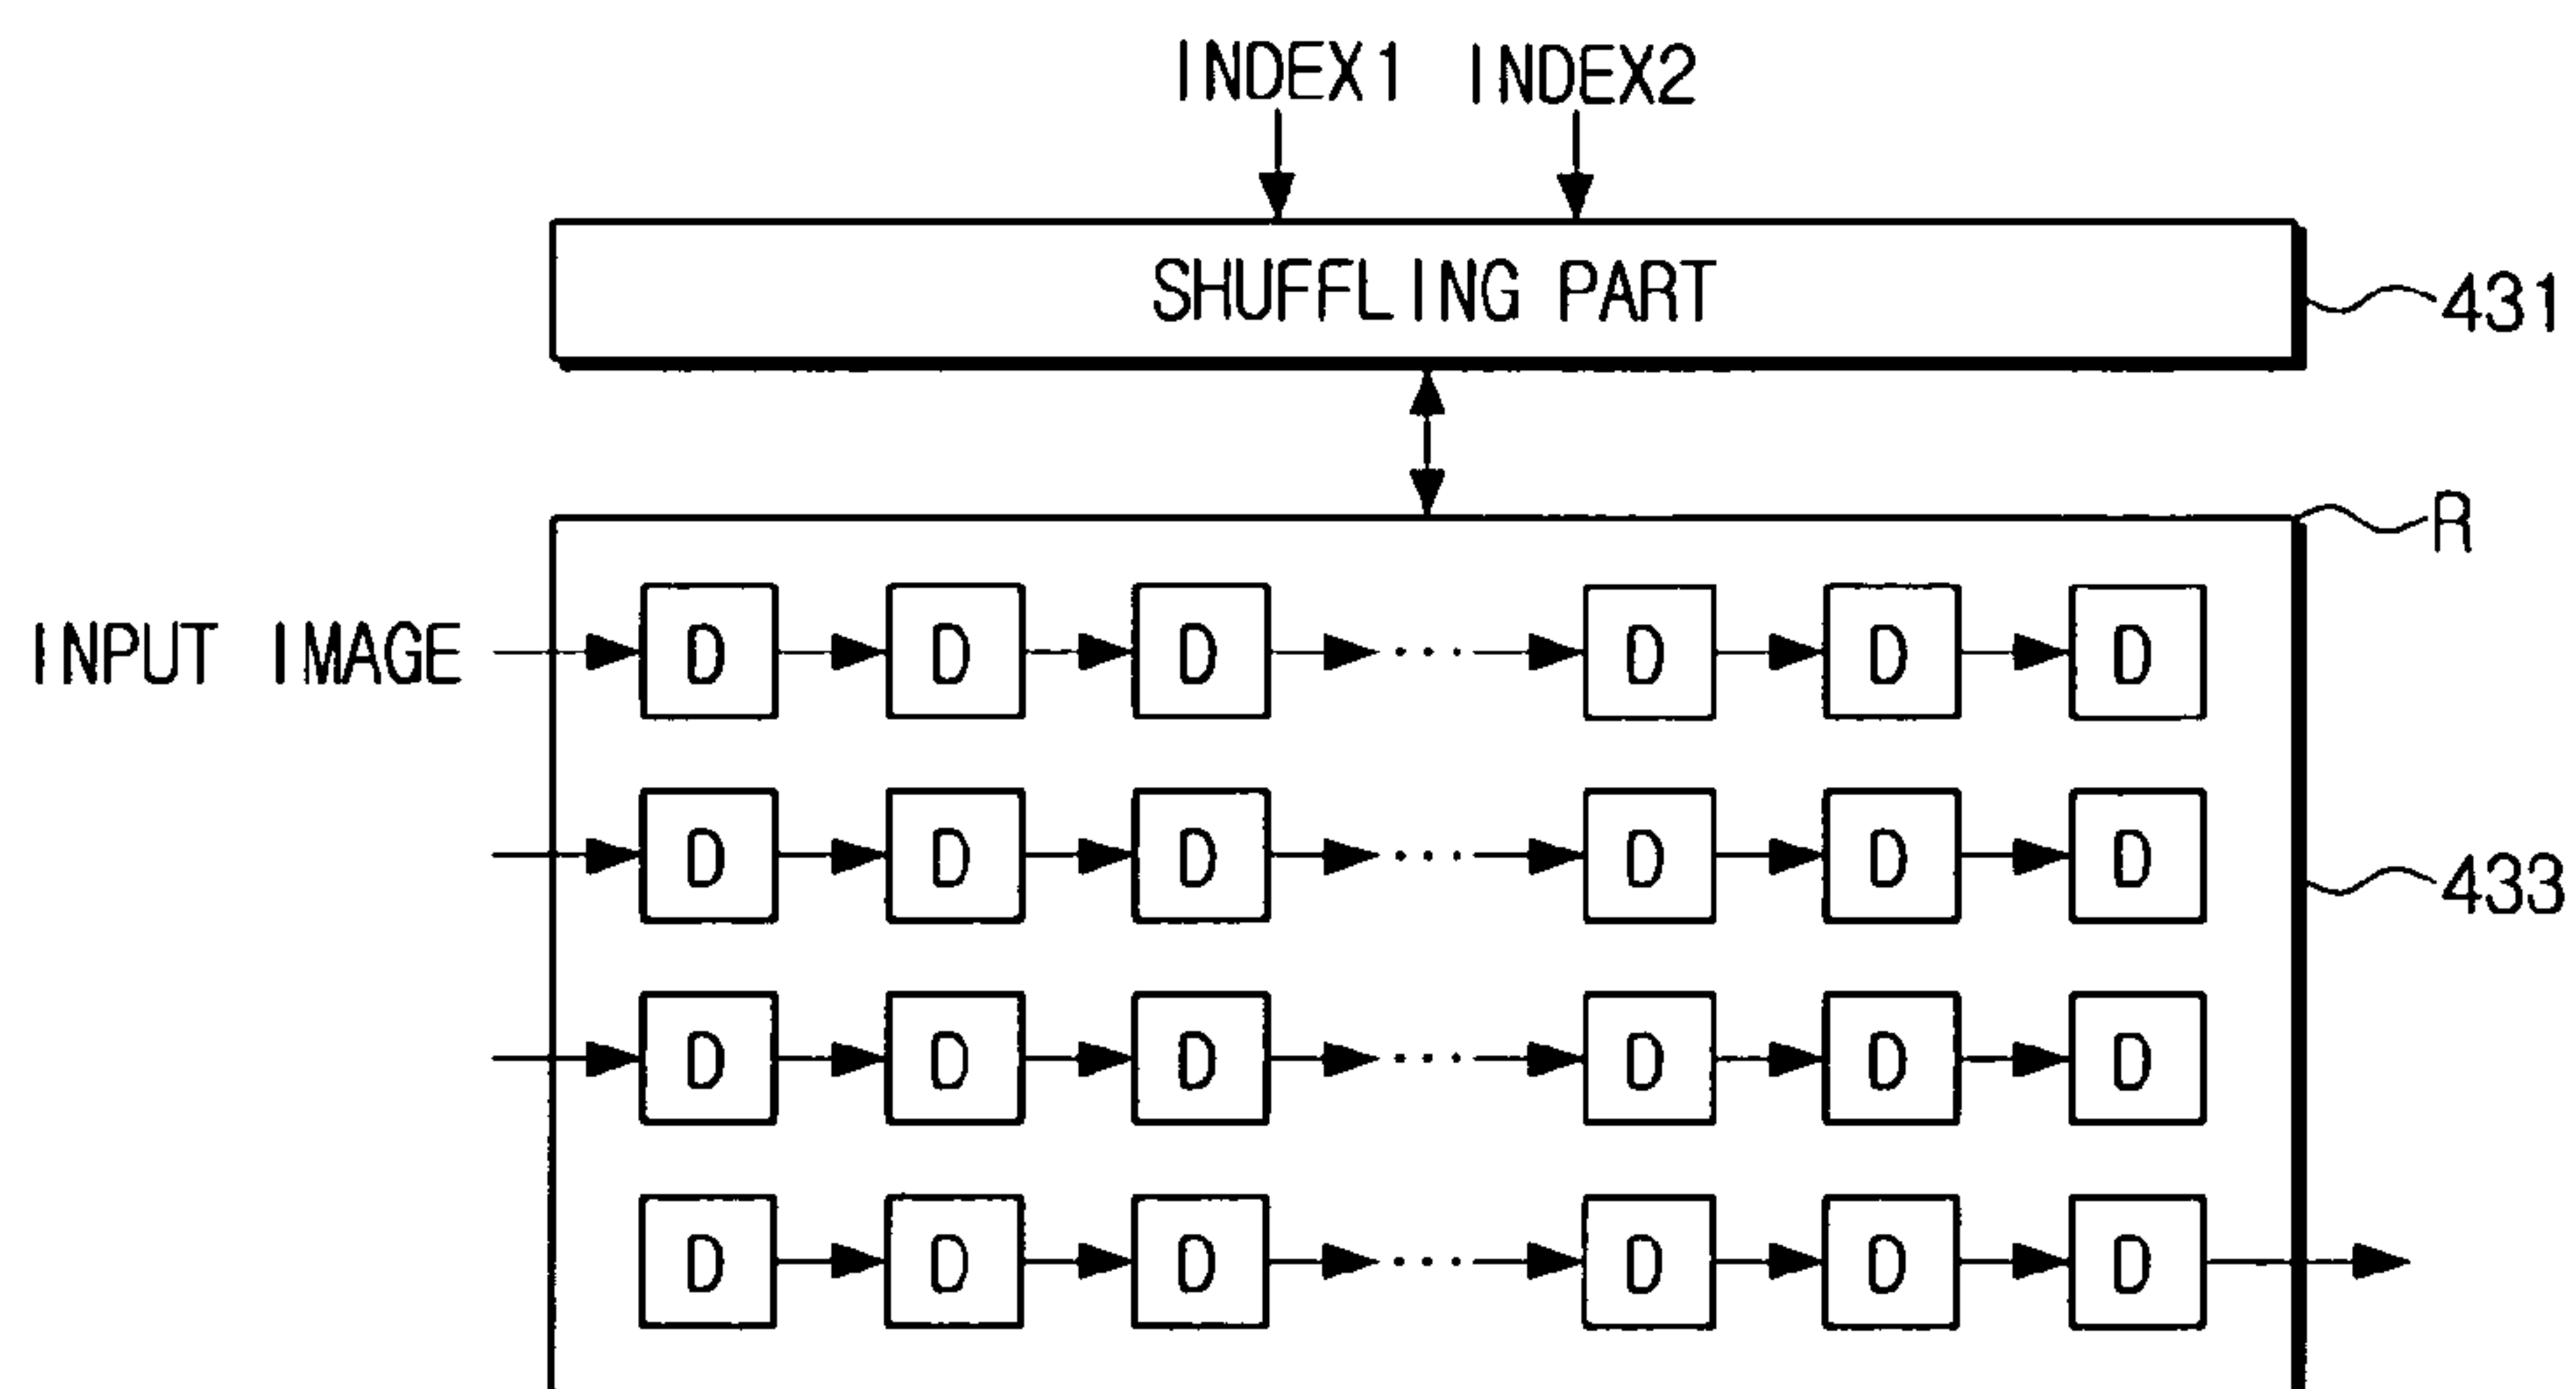 INDEX1 INDEX2
SHUFFLING PART
431
R
INPUT IMAGE D D D ... D D D
D D D ... D D D
433
D D D ... D D D
D D D ... D D D